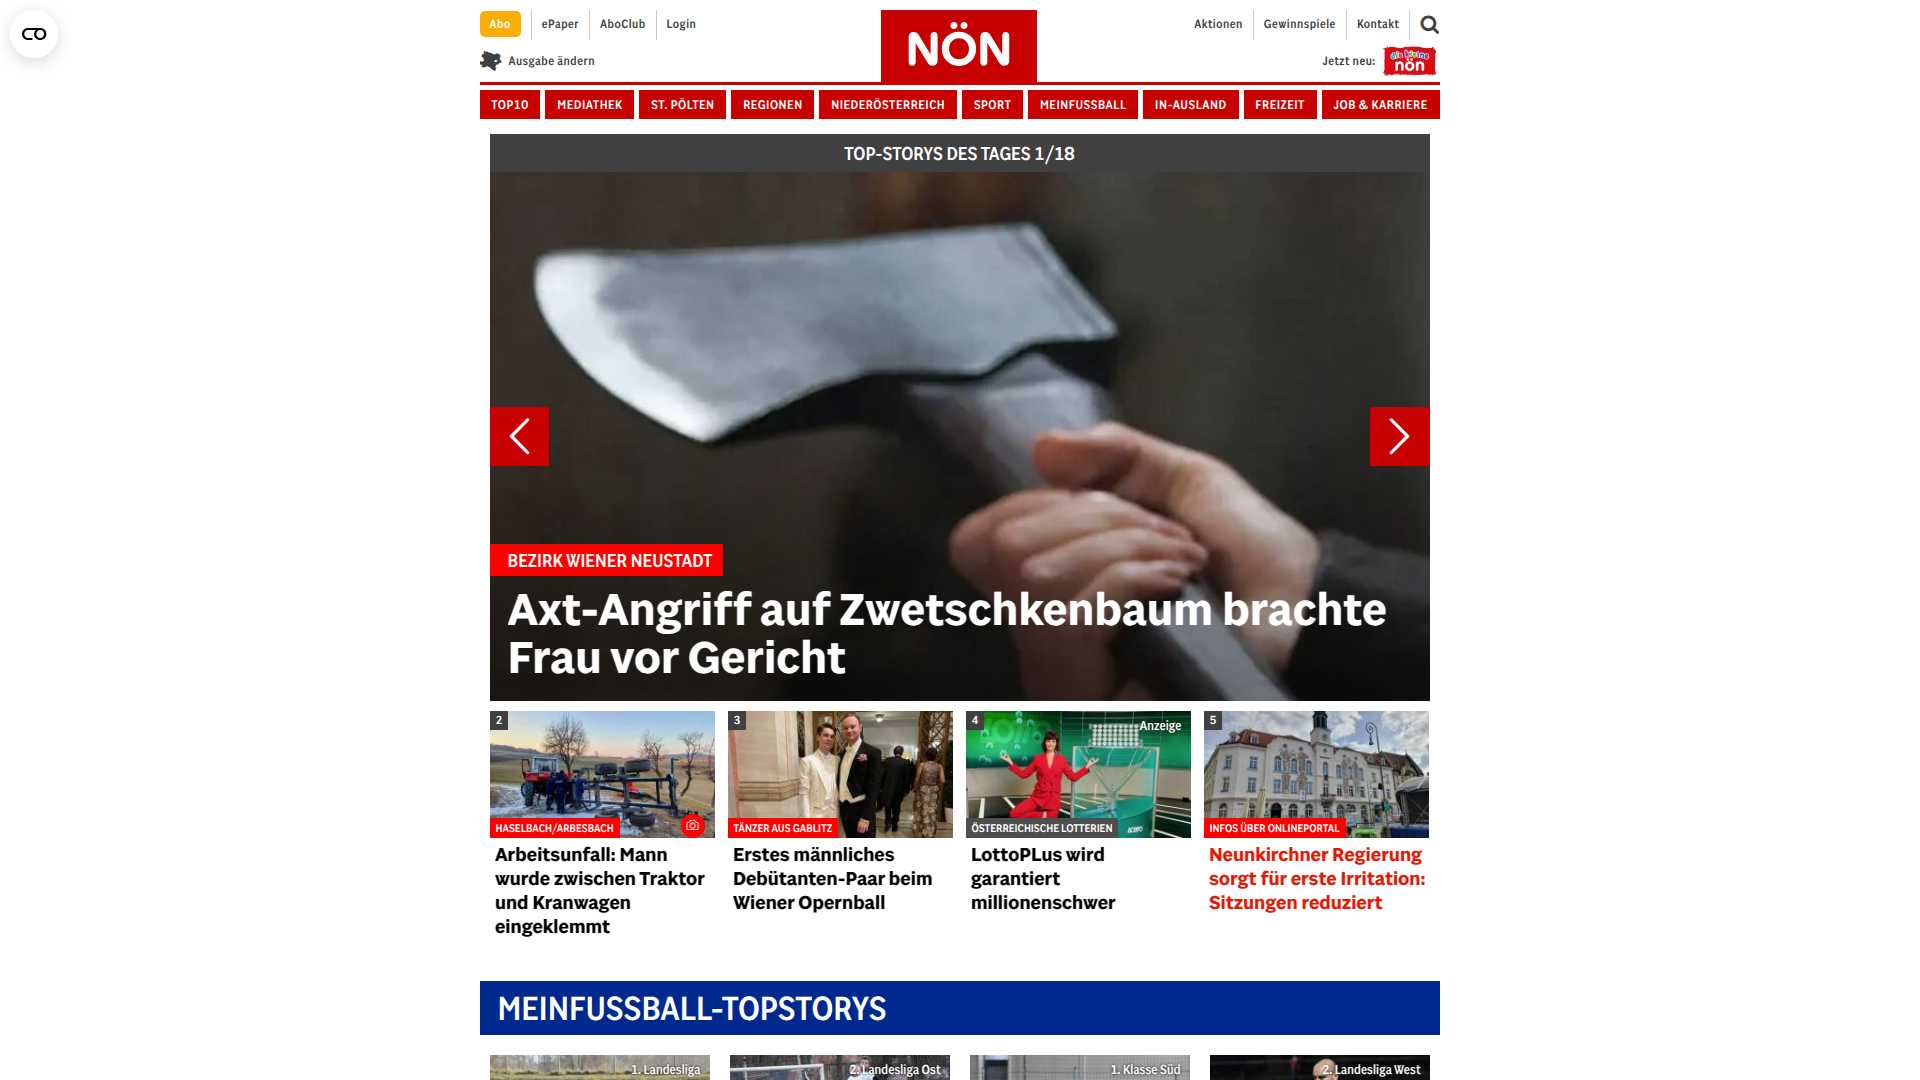 Abo
ePaper
AboClub
Login
NÖN
Aktionen
Gewinnspiele
Kontakt
Ausgabe ändern
Jetzt neu:
die kleine
nön
TOP10
MEDIATHEK
ST. PÖLTEN
REGIONEN
NIEDERÖSTERREICH
SPORT
MEINFUSSBALL
IN-AUSLAND
FREIZEIT
JOB & KARRIERE
TOP-STORYS DES TAGES 1/18
BEZIRK WIENER NEUSTADT
Axt-Angriff auf Zwetschkenbaum brachte
Frau vor Gericht
2
HASELBACH/ARBESBACH
Arbeitsunfall: Mann
wurde zwischen Traktor
und Kranwagen
eingeklemmt
3
TÄNZER AUS GABLITZ
Erstes männliches
Debütanten-Paar beim
Wiener Opernball
4
Anzeige
ÖSTERREICHISCHE LOTTERIEN
LottoPLus wird
garantiert
millionenschwer
5
INFOS ÜBER ONLINEPORTAL
Neunkirchner Regierung
sorgt für erste Irritation:
Sitzungen reduziert
MEINFUSSBALL-TOPSTORYS
1. Landesliga
2. Landesliga Ost
1. Klasse Süd
2. Landesliga West